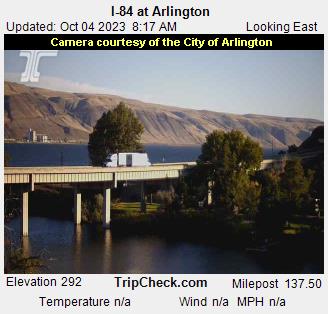 I-84 at Arlington
Updated: Oct 04 2023 8:17 AM Looking East
Camera courtesy of the City of Arlington
Elevation 292 TripCheck.com Milepost 137.50
Temperature n/a Wind n/a MPH n/a